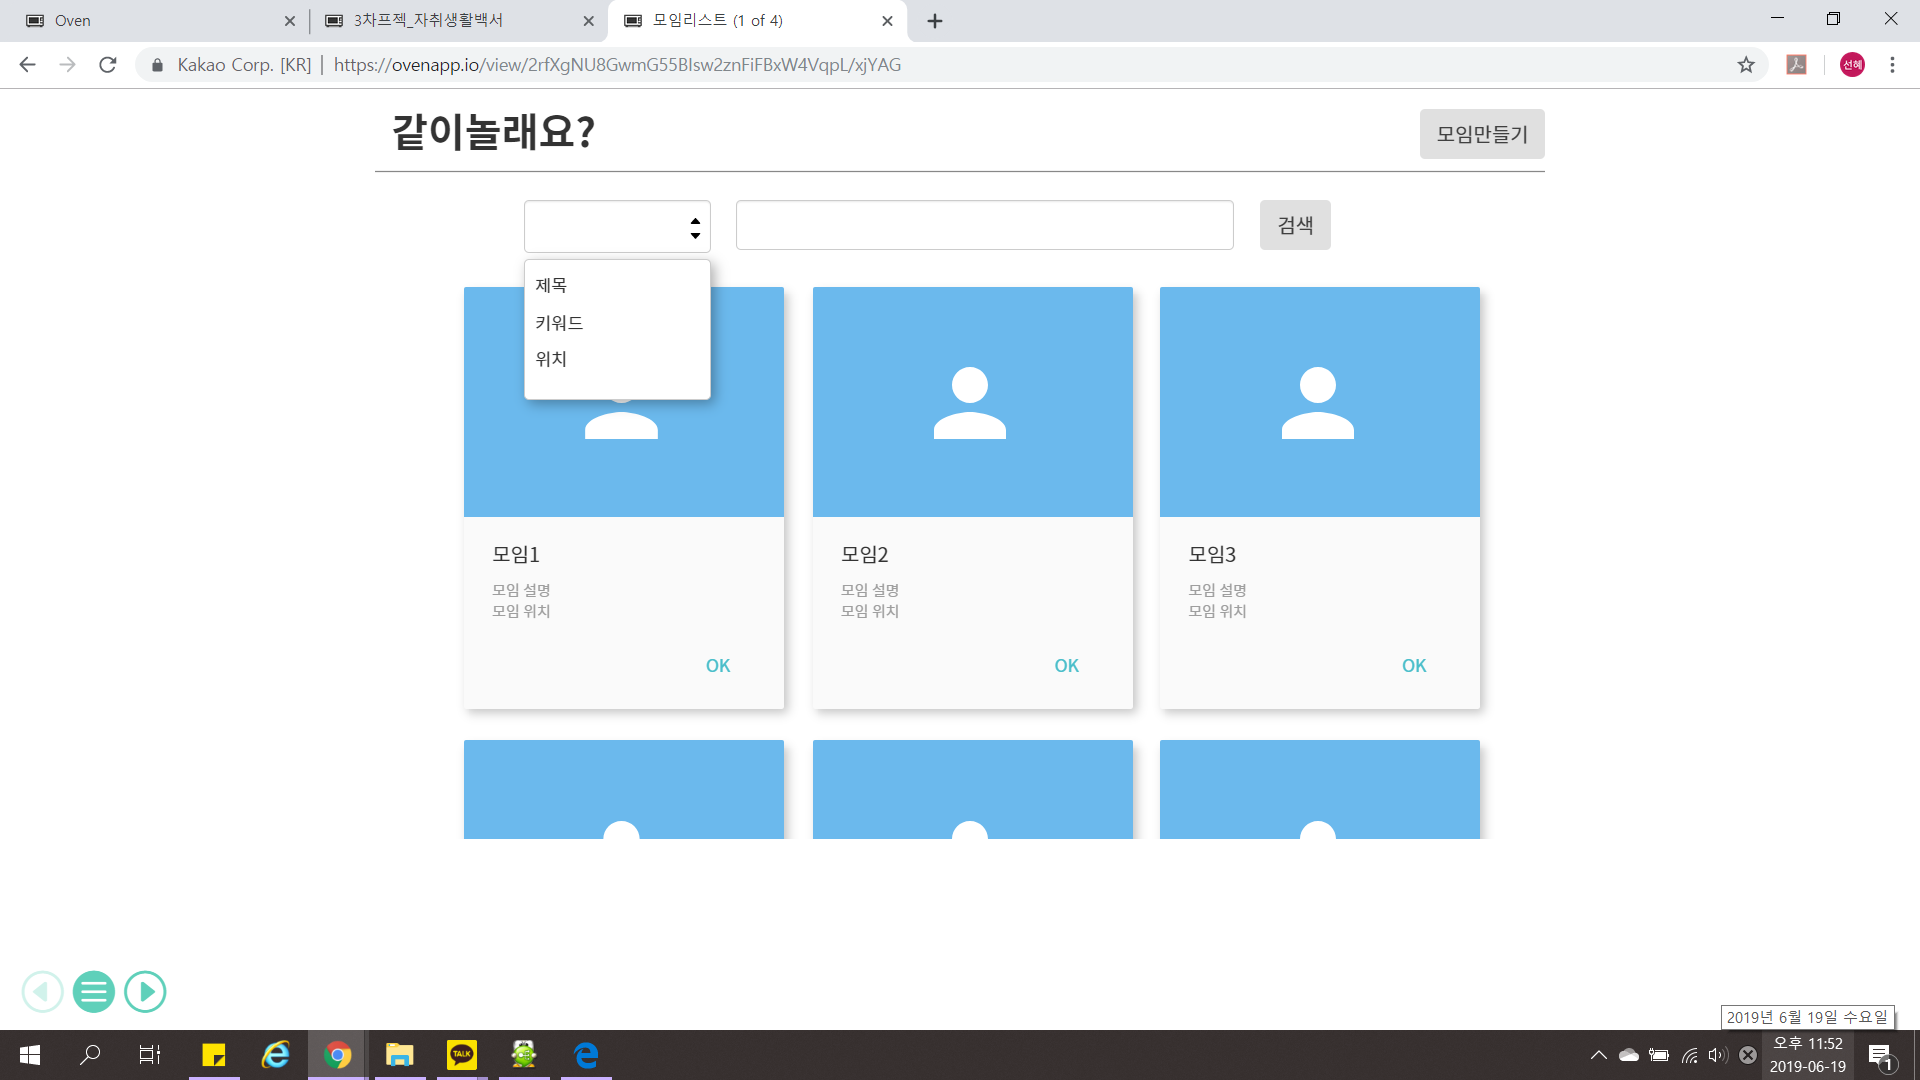 Oven
3차프젝_자취생활백서
모임리스트 (1 of 4)
Kakao Corp. [KR] | https://ovenapp.io/view/2rfXgNU8GwmG55BIsw2znFiFBxW4VqpL/xjYAG
선혜
같이놀래요?
모임만들기
검색
제목
키워드
위치
모임1
모임 설명
모임 위치
OK
모임2
모임 설명
모임 위치
OK
모임3
모임 설명
모임 위치
OK
2019년 6월 19일 수요일
TALK
오후 11:52
2019-06-19
1